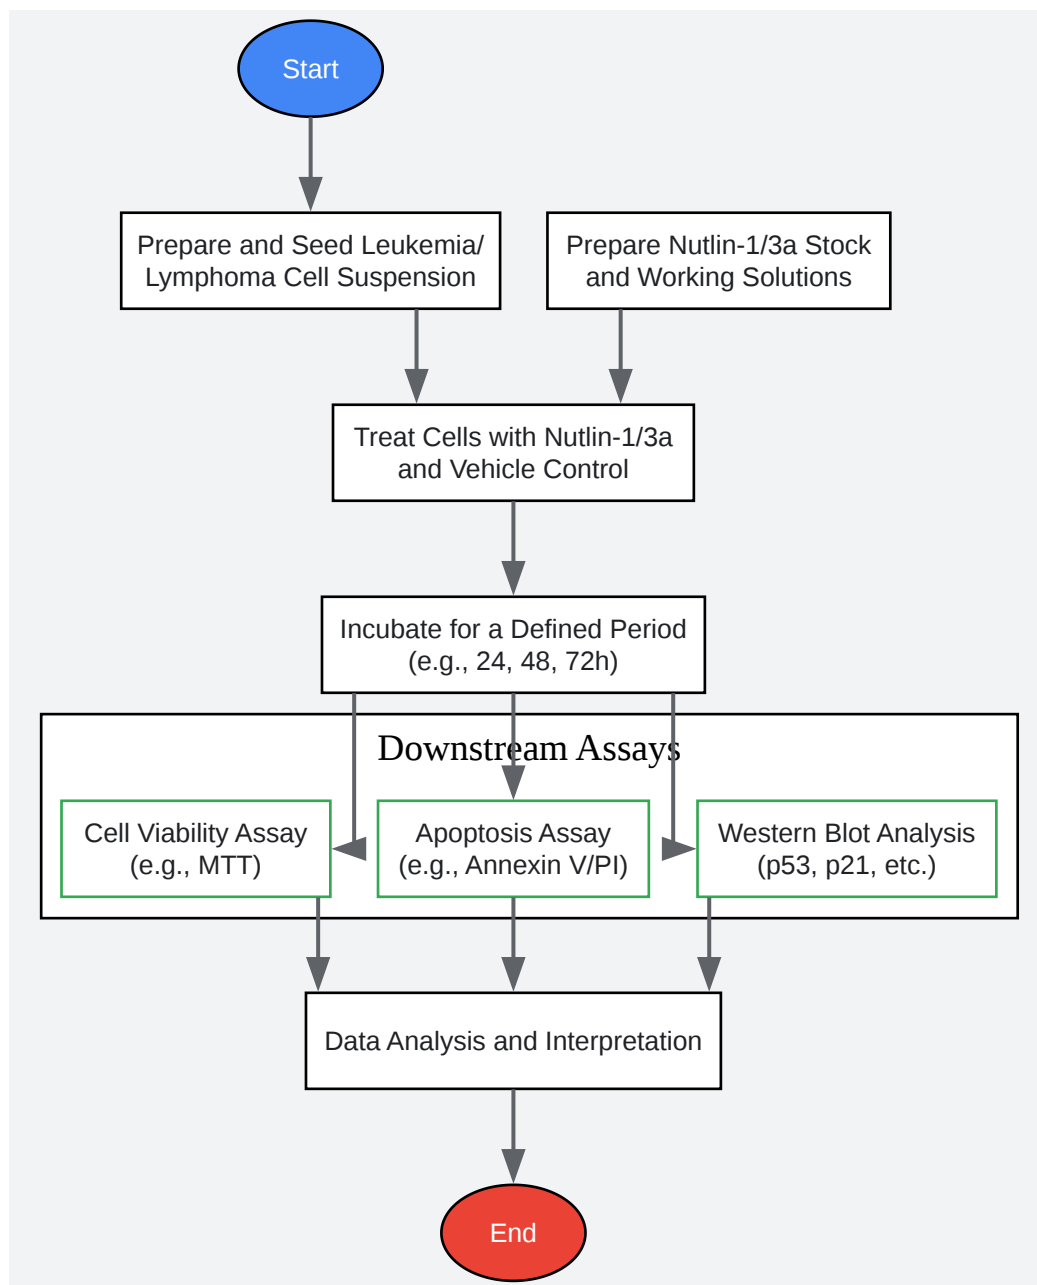 Start
Prepare and Seed Leukemia/
Lymphoma Cell Suspension
Prepare Nutlin-1/3a Stock
and Working Solutions
Treat Cells with Nutlin-1/3a
and Vehicle Control
Incubate for a Defined Period
(e.g., 24, 48, 72h)
Downstream Assays
Cell Viability Assay
(e.g., MTT)
Apoptosis Assay
(e.g., Annexin V/PI)
Western Blot Analysis
(p53, p21, etc.)
Data Analysis and Interpretation
End